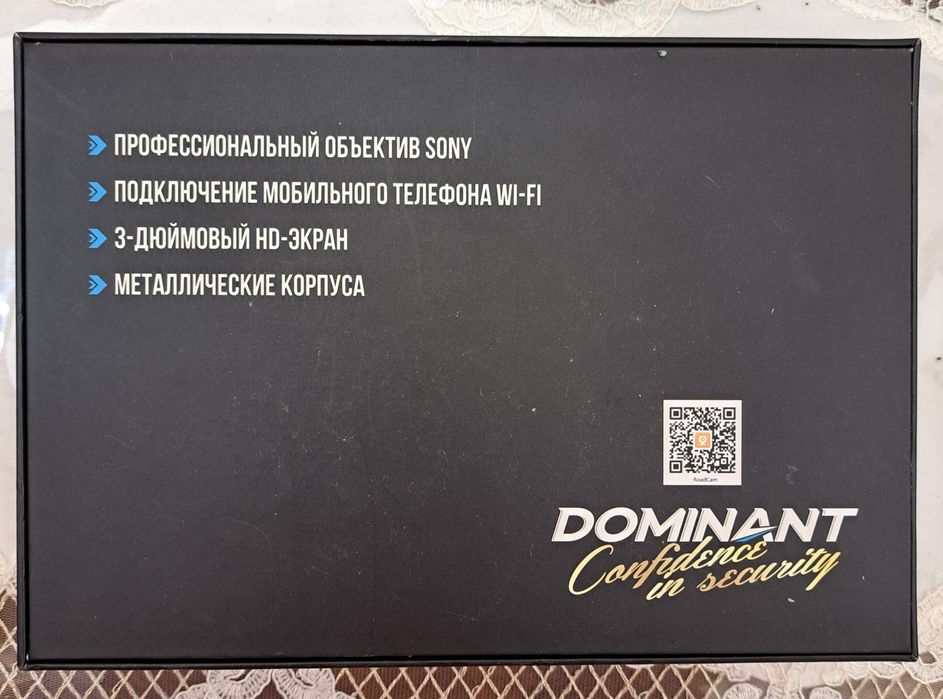 ПРОФЕССИОНАЛЬНЫЙ ОБЪЕКТИВ SONY
ПОДКЛЮЧЕНИЕ МОБИЛЬНОГО ТЕЛЕФОНА WI-FI
3-ДЮЙМОВЫЙ HD-ЭКРАН
МЕТАЛЛИЧЕСКИЕ КОРПУСА
RoadCam
DOMINANT
Confidence
in security